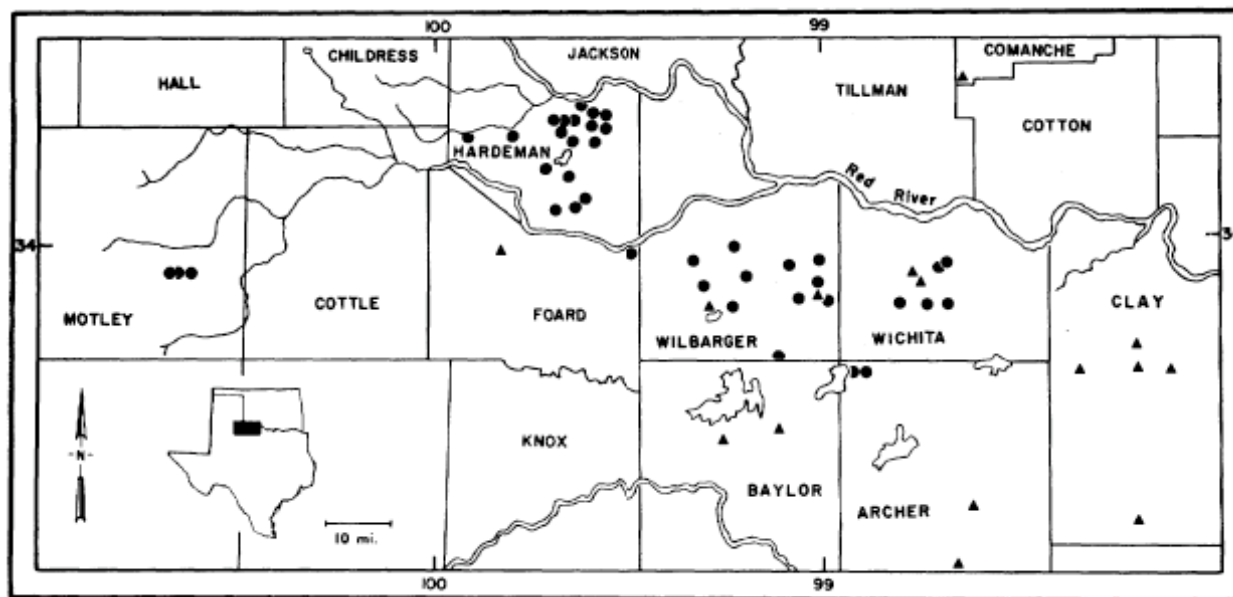 100
99
CHILDRESS
JACKSON
COMANCHE
HALL
TILLMAN
COTTON
HARDEMAN
Red
River
34
34
MOTLEY
COTTLE
FOARD
WILBARGER
WICHITA
CLAY
KNOX
BAYLOR
ARCHER
N
10 mi.
100
99